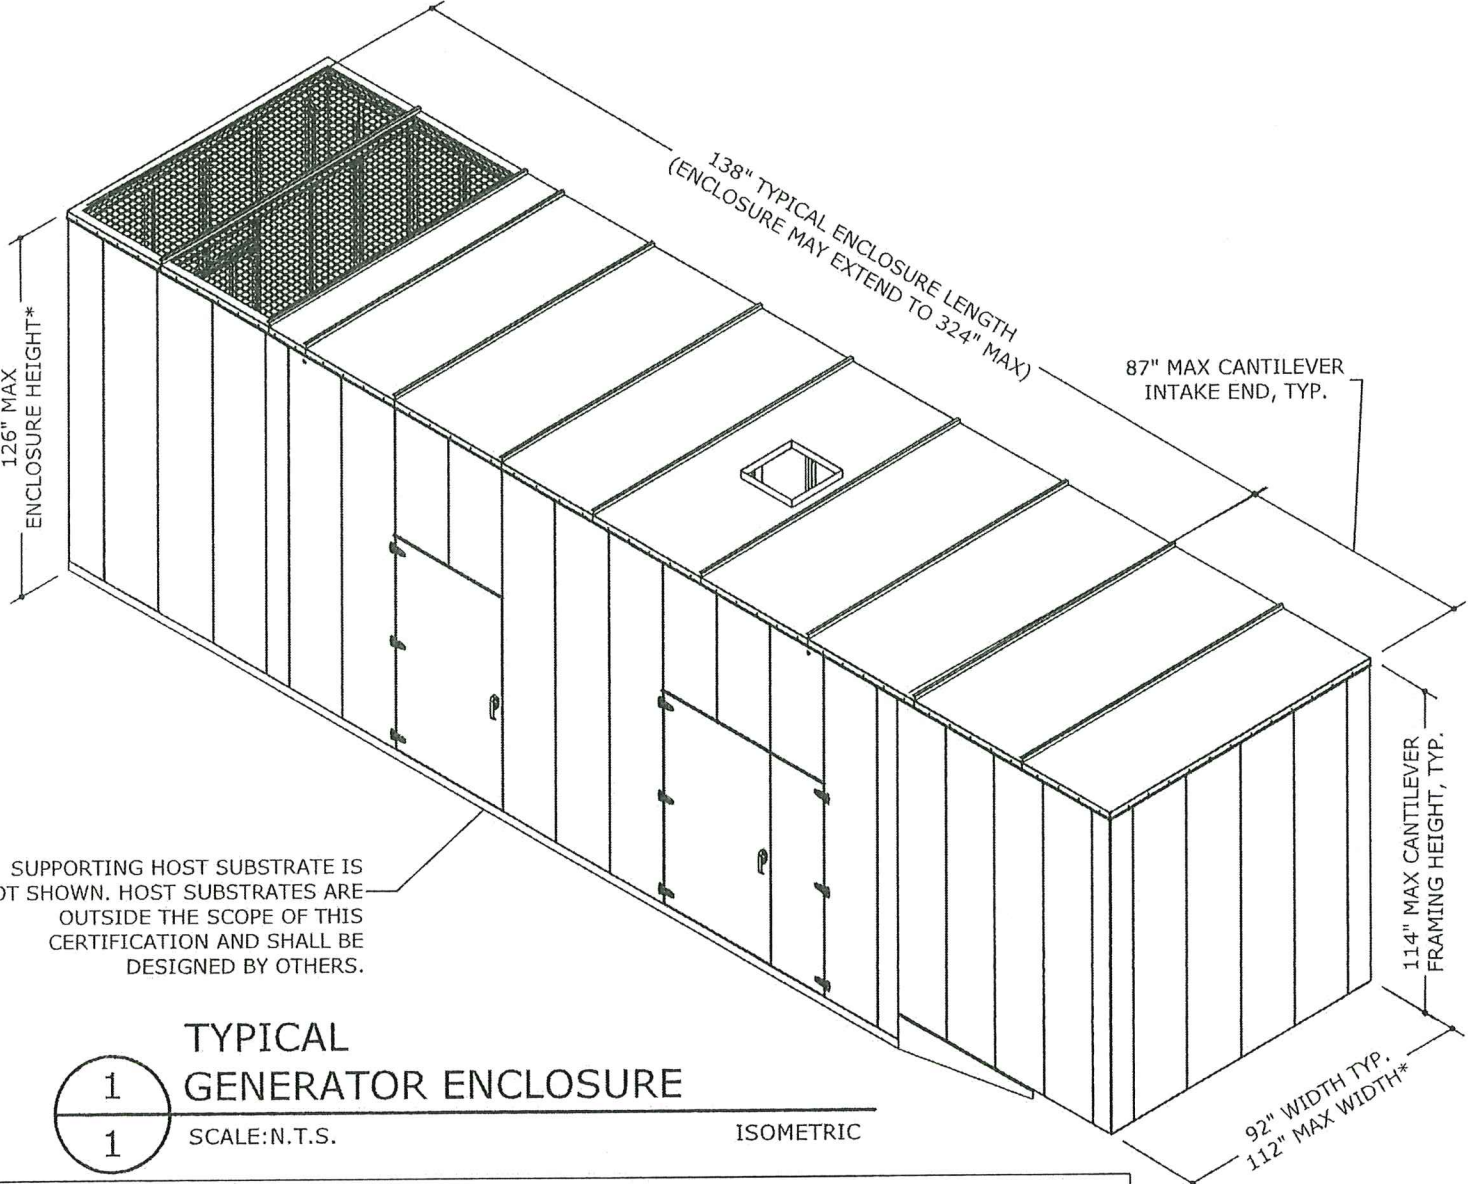 138" TYPICAL ENCLOSURE LENGTH
(ENCLOSURE MAY EXTEND TO 324" MAX)
87" MAX CANTILEVER
INTAKE END, TYP.
126" MAX
ENCLOSURE HEIGHT*
114" MAX CANTILEVER
FRAMING HEIGHT, TYP.
SUPPORTING HOST SUBSTRATE IS
OT SHOWN. HOST SUBSTRATES ARE
OUTSIDE THE SCOPE OF THIS
CERTIFICATION AND SHALL BE
DESIGNED BY OTHERS.
92" WIDTH TYP.
112" MAX WIDTH*
1
1
TYPICAL
GENERATOR ENCLOSURE
SCALE:N.T.S.
ISOMETRIC